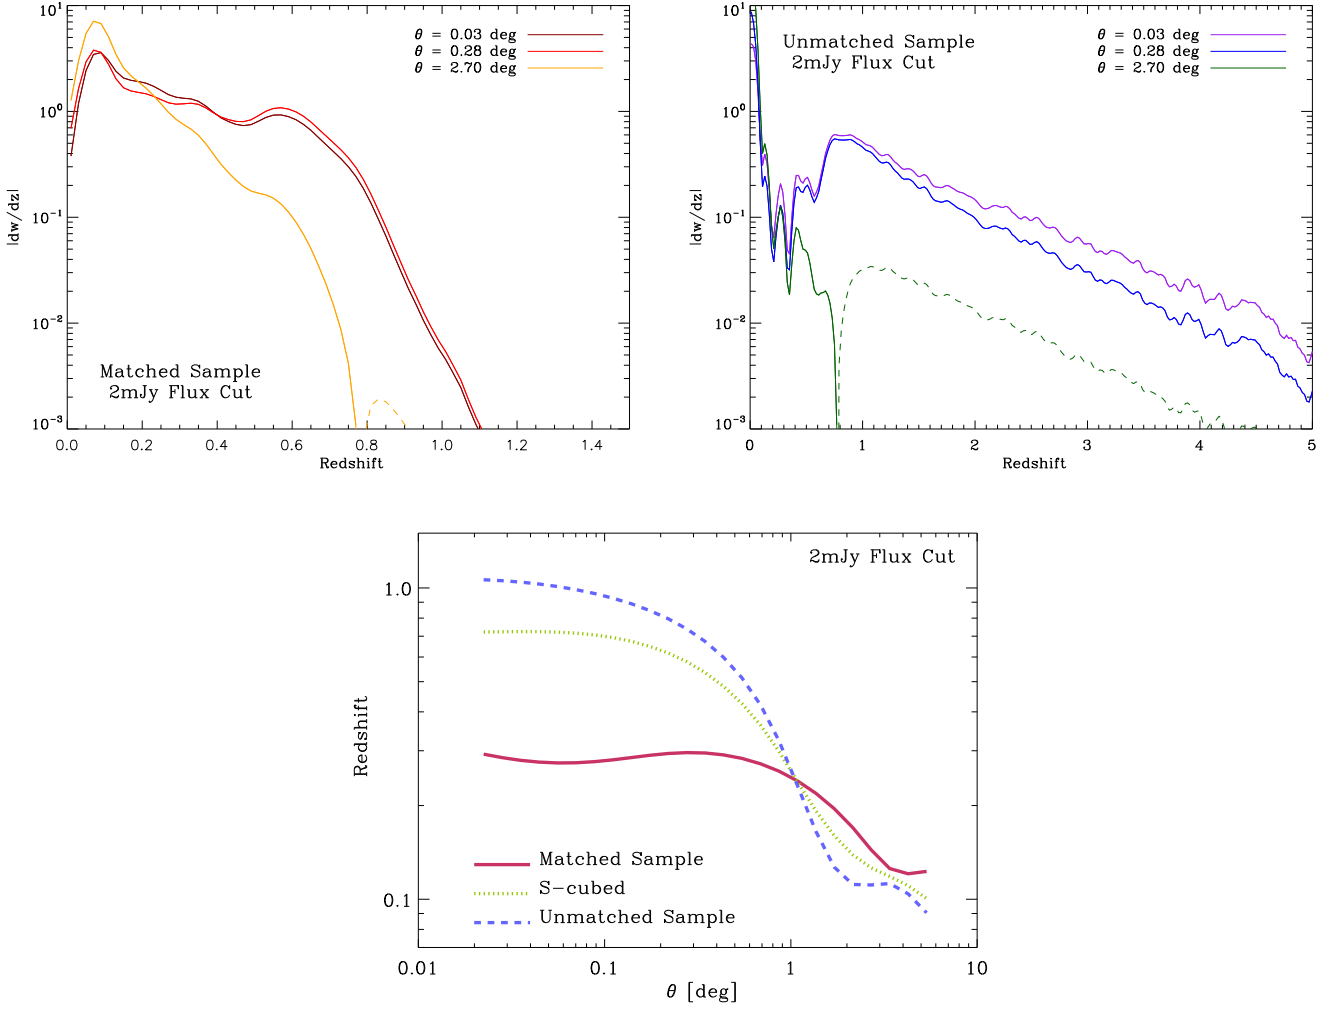 θ = 0.03 deg
θ = 0.28 deg
θ = 2.70 deg
Matched Sample
2mJy Flux Cut
|dw/dz|
10¹
10⁰
10⁻¹
10⁻²
10⁻³
0.0 0.2 0.4 0.6 0.8 1.0 1.2 1.4
Redshift
Unmatched Sample
2mJy Flux Cut
θ = 0.03 deg
θ = 0.28 deg
θ = 2.70 deg
|dw/dz|
10¹
10⁰
10⁻¹
10⁻²
10⁻³
0 1 2 3 4 5
Redshift
2mJy Flux Cut
Redshift
1.0
0.1
Matched Sample
S-cubed
Unmatched Sample
0.01 0.1 1 10
θ [deg]